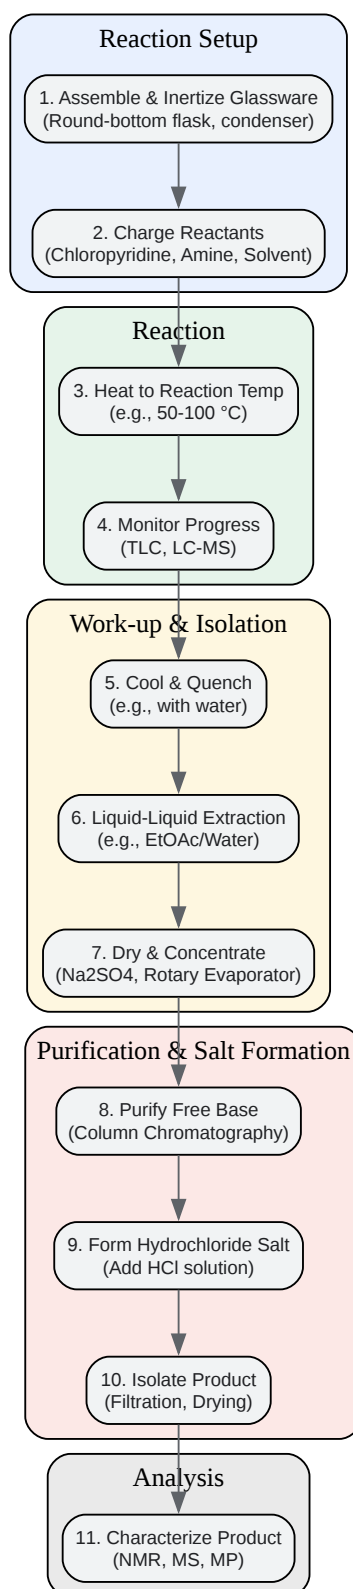 Reaction Setup
1. Assemble & Inertize Glassware
(Round-bottom flask, condenser)
2. Charge Reactants
(Chloropyridine, Amine, Solvent)
Reaction
3. Heat to Reaction Temp
(e.g., 50-100 °C)
4. Monitor Progress
(TLC, LC-MS)
Work-up & Isolation
5. Cool & Quench
(e.g., with water)
6. Liquid-Liquid Extraction
(e.g., EtOAc/Water)
7. Dry & Concentrate
(Na2SO4, Rotary Evaporator)
Purification & Salt Formation
8. Purify Free Base
(Column Chromatography)
9. Form Hydrochloride Salt
(Add HCl solution)
10. Isolate Product
(Filtration, Drying)
Analysis
11. Characterize Product
(NMR, MS, MP)